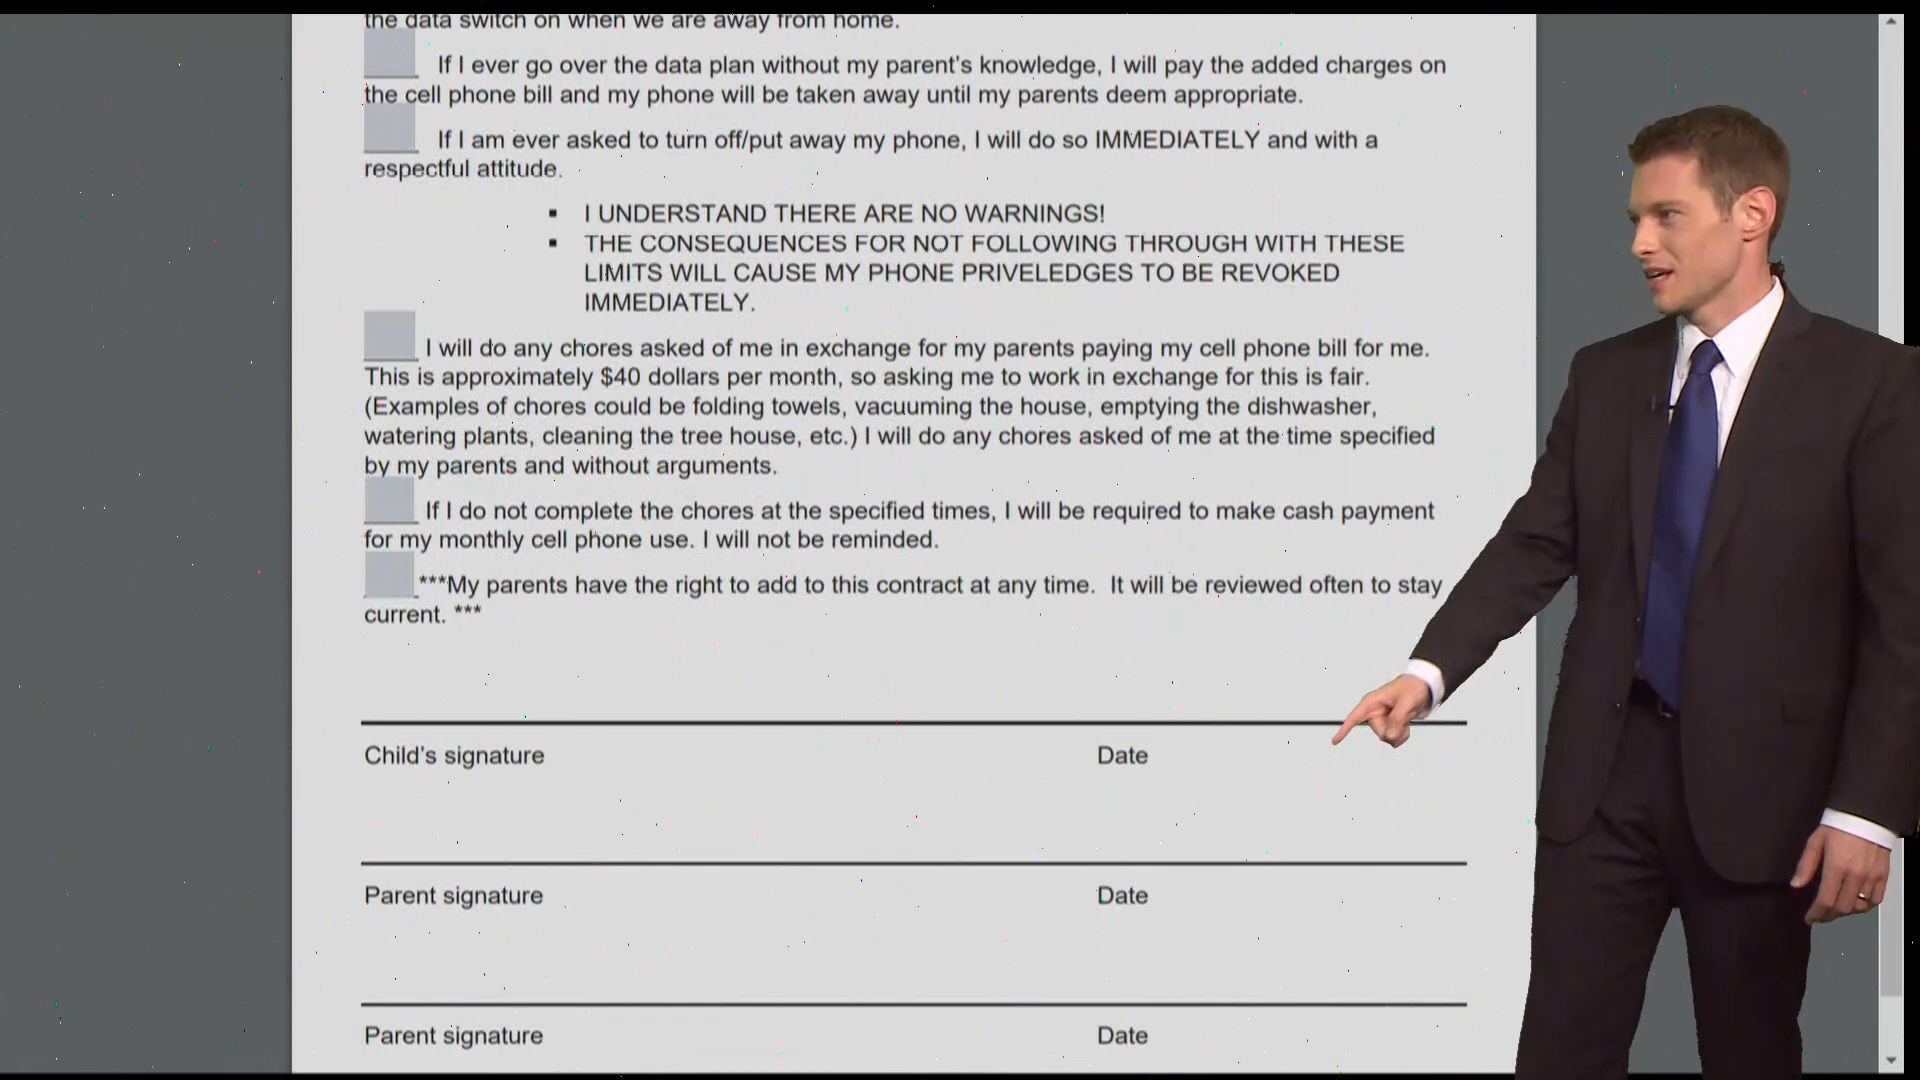 the data switch on when we are away from home.
If I ever go over the data plan without my parent's knowledge, I will pay the added charges on
the cell phone bill and my phone will be taken away until my parents deem appropriate.
If I am ever asked to turn off/put away my phone, I will do so IMMEDIATELY and with a
respectful attitude.
▪ I UNDERSTAND THERE ARE NO WARNINGS!
▪ THE CONSEQUENCES FOR NOT FOLLOWING THROUGH WITH THESE
LIMITS WILL CAUSE MY PHONE PRIVELEDGES TO BE REVOKED
IMMEDIATELY.
I will do any chores asked of me in exchange for my parents paying my cell phone bill for me.
This is approximately $40 dollars per month, so asking me to work in exchange for this is fair.
(Examples of chores could be folding towels, vacuuming the house, emptying the dishwasher,
watering plants, cleaning the tree house, etc.) I will do any chores asked of me at the time specified
by my parents and without arguments.
If I do not complete the chores at the specified times, I will be required to make cash payment
for my monthly cell phone use. I will not be reminded.
***My parents have the right to add to this contract at any time.  It will be reviewed often to stay
current. ***
Child's signature Date
Parent signature Date
Parent signature Date